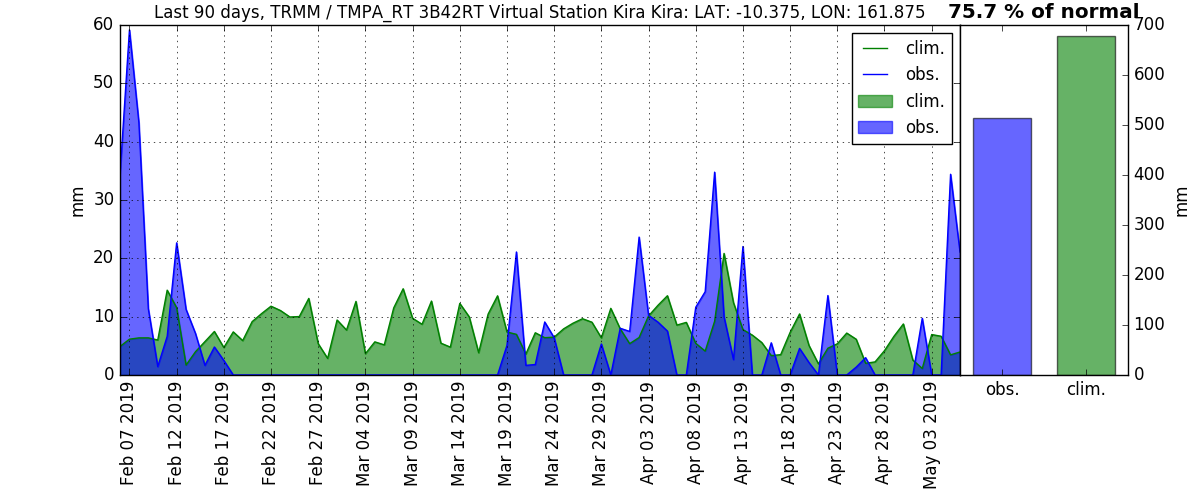 Last 90 days, TRMM / TMPA_RT 3B42RT Virtual Station Kira Kira: LAT: -10.375, LON: 161.875
75.7 % of normal
clim.
obs.
clim.
obs.
mm
60
50
40
30
20
10
0
Feb 07 2019
Feb 12 2019
Feb 17 2019
Feb 22 2019
Feb 27 2019
Mar 04 2019
Mar 09 2019
Mar 14 2019
Mar 19 2019
Mar 24 2019
Mar 29 2019
Apr 03 2019
Apr 08 2019
Apr 13 2019
Apr 18 2019
Apr 23 2019
Apr 28 2019
May 03 2019
700
600
500
400
300
200
100
0
mm
obs.
clim.